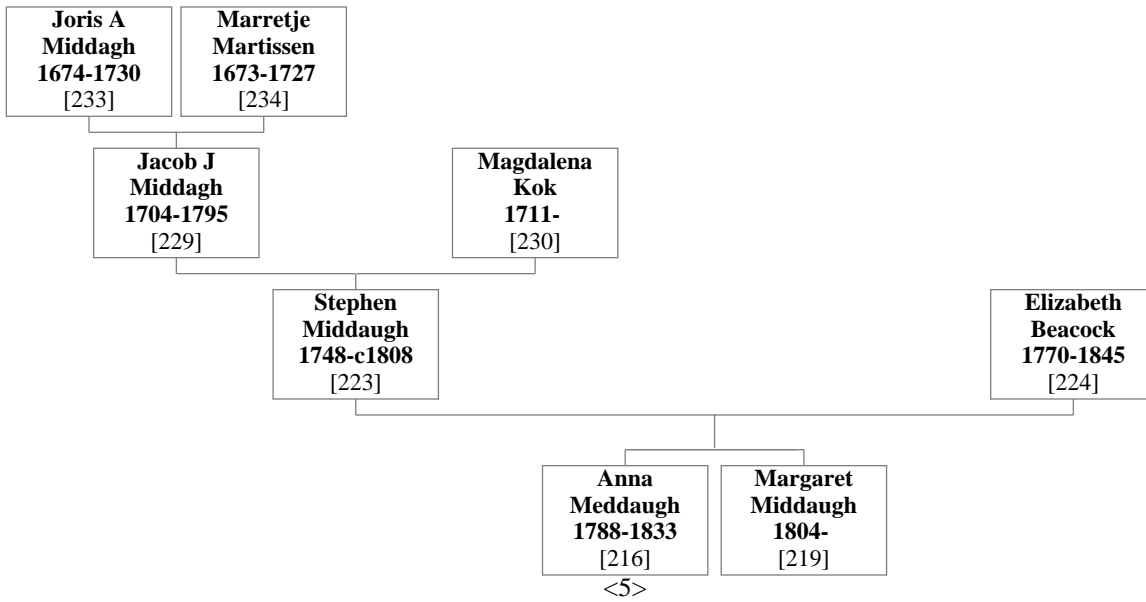 Joris A
Middagh
1674-1730
[233]
Marretje
Martissen
1673-1727
[234]
Jacob J
Middagh
1704-1795
[229]
Magdalena
Kok
1711-
[230]
Stephen
Middaugh
1748-c1808
[223]
Elizabeth
Beacock
1770-1845
[224]
Anna
Meddaugh
1788-1833
[216]
<5>
Margaret
Middaugh
1804-
[219]